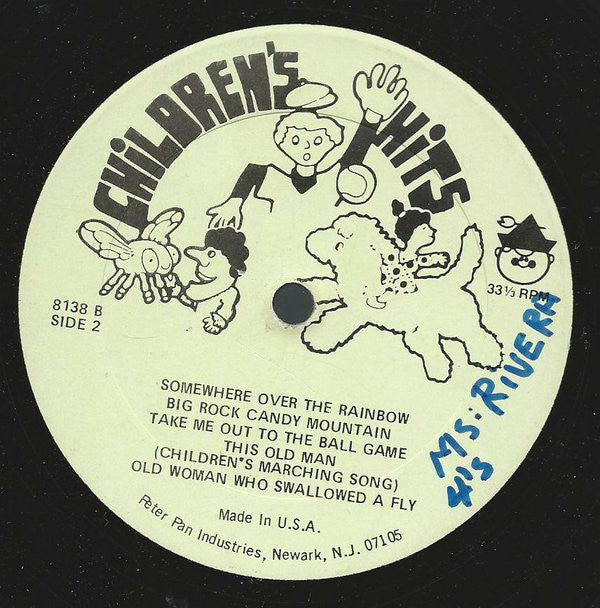 CHILDREN'S HITS
8138 B
SIDE 2
33⅓ RPM
SOMEWHERE OVER THE RAINBOW
BIG ROCK CANDY MOUNTAIN
TAKE ME OUT TO THE BALL GAME
THIS OLD MAN
(CHILDREN'S MARCHING SONG)
OLD WOMAN WHO SWALLOWED A FLY
Made In U.S.A.
Peter Pan Industries, Newark, N.J. 07105
MS: RIVERA
4'S